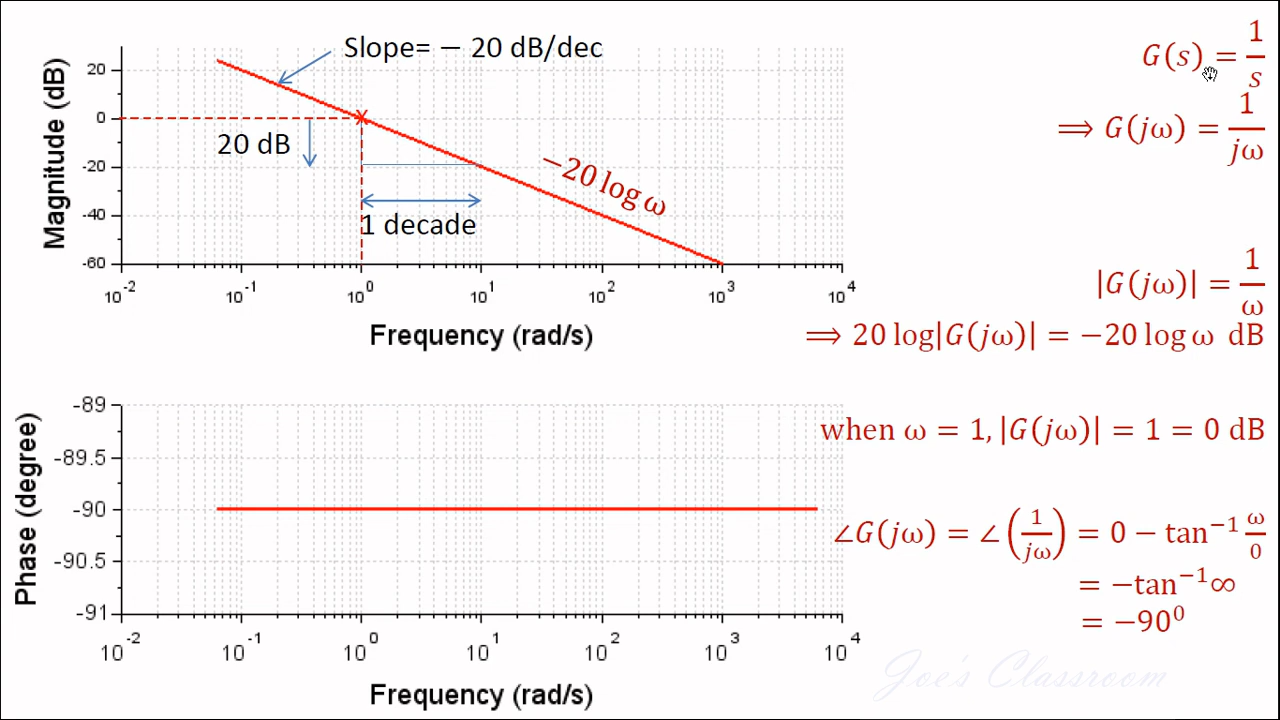 Slope= − 20 dB/dec
Magnitude (dB)
20
0
-20
-40
-60
20 dB
1 decade
−20 log ω
10^-2 10^-1 10^0 10^1 10^2 10^3 10^4
Frequency (rad/s)
G(s) = 1/s
⟹ G(jω) = 1/jω
|G(jω)| = 1/ω
⟹ 20 log|G(jω)| = −20 log ω dB
when ω = 1, |G(jω)| = 1 = 0 dB
∠G(jω) = ∠(1/jω) = 0 − tan⁻¹ ω/0
= −tan⁻¹∞
= −90⁰
Phase (degree)
-89
-89.5
-90
-90.5
-91
10^-2 10^-1 10^0 10^1 10^2 10^3 10^4
Frequency (rad/s)
Joe's Classroom